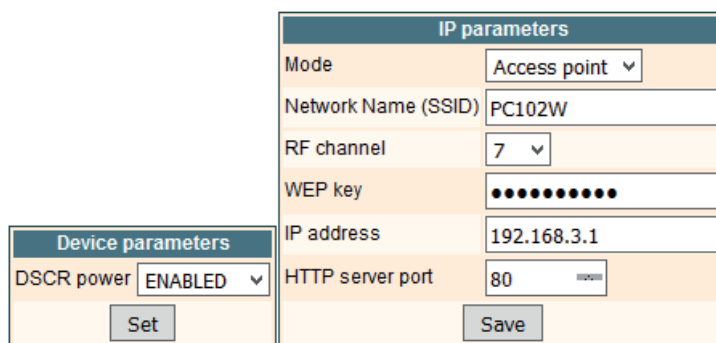 IP parameters
Mode Access point
Network Name (SSID) PC102W
RF channel 7
WEP key ●●●●●●●●●●
IP address 192.168.3.1
HTTP server port 80
Save
Device parameters
DSCR power ENABLED
Set